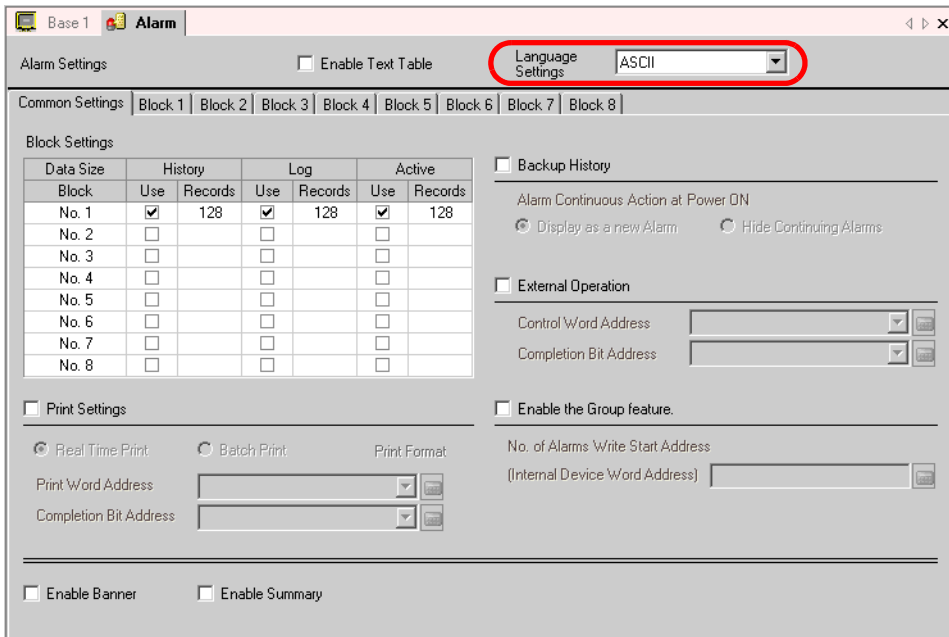 Base 1 Alarm
Alarm Settings Enable Text Table Language Settings ASCII
Common Settings Block 1 Block 2 Block 3 Block 4 Block 5 Block 6 Block 7 Block 8
Block Settings
Data Size History Log Active
Block Use Records Use Records Use Records
No. 1 128 128 128
No. 2
No. 3
No. 4
No. 5
No. 6
No. 7
No. 8
Backup History
Alarm Continuous Action at Power ON
Display as a new Alarm Hide Continuing Alarms
External Operation
Control Word Address
Completion Bit Address
Print Settings
Real Time Print Batch Print Print Format
Print Word Address
Completion Bit Address
Enable the Group feature.
No. of Alarms Write Start Address
(Internal Device Word Address)
Enable Banner Enable Summary